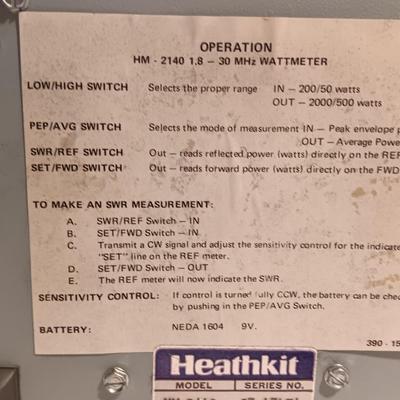 OPERATION
HM - 2140 1.8 – 30 MHz WATTMETER
LOW/HIGH SWITCH Selects the proper range IN – 200/50 watts
OUT – 2000/500 watts
PEP/AVG SWITCH Selects the mode of measurement IN – Peak envelope
OUT – Average Powe
SWR/REF SWITCH Out – reads reflected power (watts) directly on the REF
SET/FWD SWITCH Out – reads forward power (watts) directly on the FWD
TO MAKE AN SWR MEASUREMENT:
A. SWR/REF Switch – IN
B. SET/FWD Switch – IN
C. Transmit a CW signal and adjust the sensitivity control for the indicate
"SET" line on the REF meter.
D. SET/FWD Switch – OUT
E. The REF meter will now indicate the SWR.
SENSITIVITY CONTROL: If control is turned fully CCW, the battery can be che
by pushing in the PEP/AVG Switch.
BATTERY: NEDA 1604 9V.
390 - 15
Heathkit
MODEL SERIES NO.